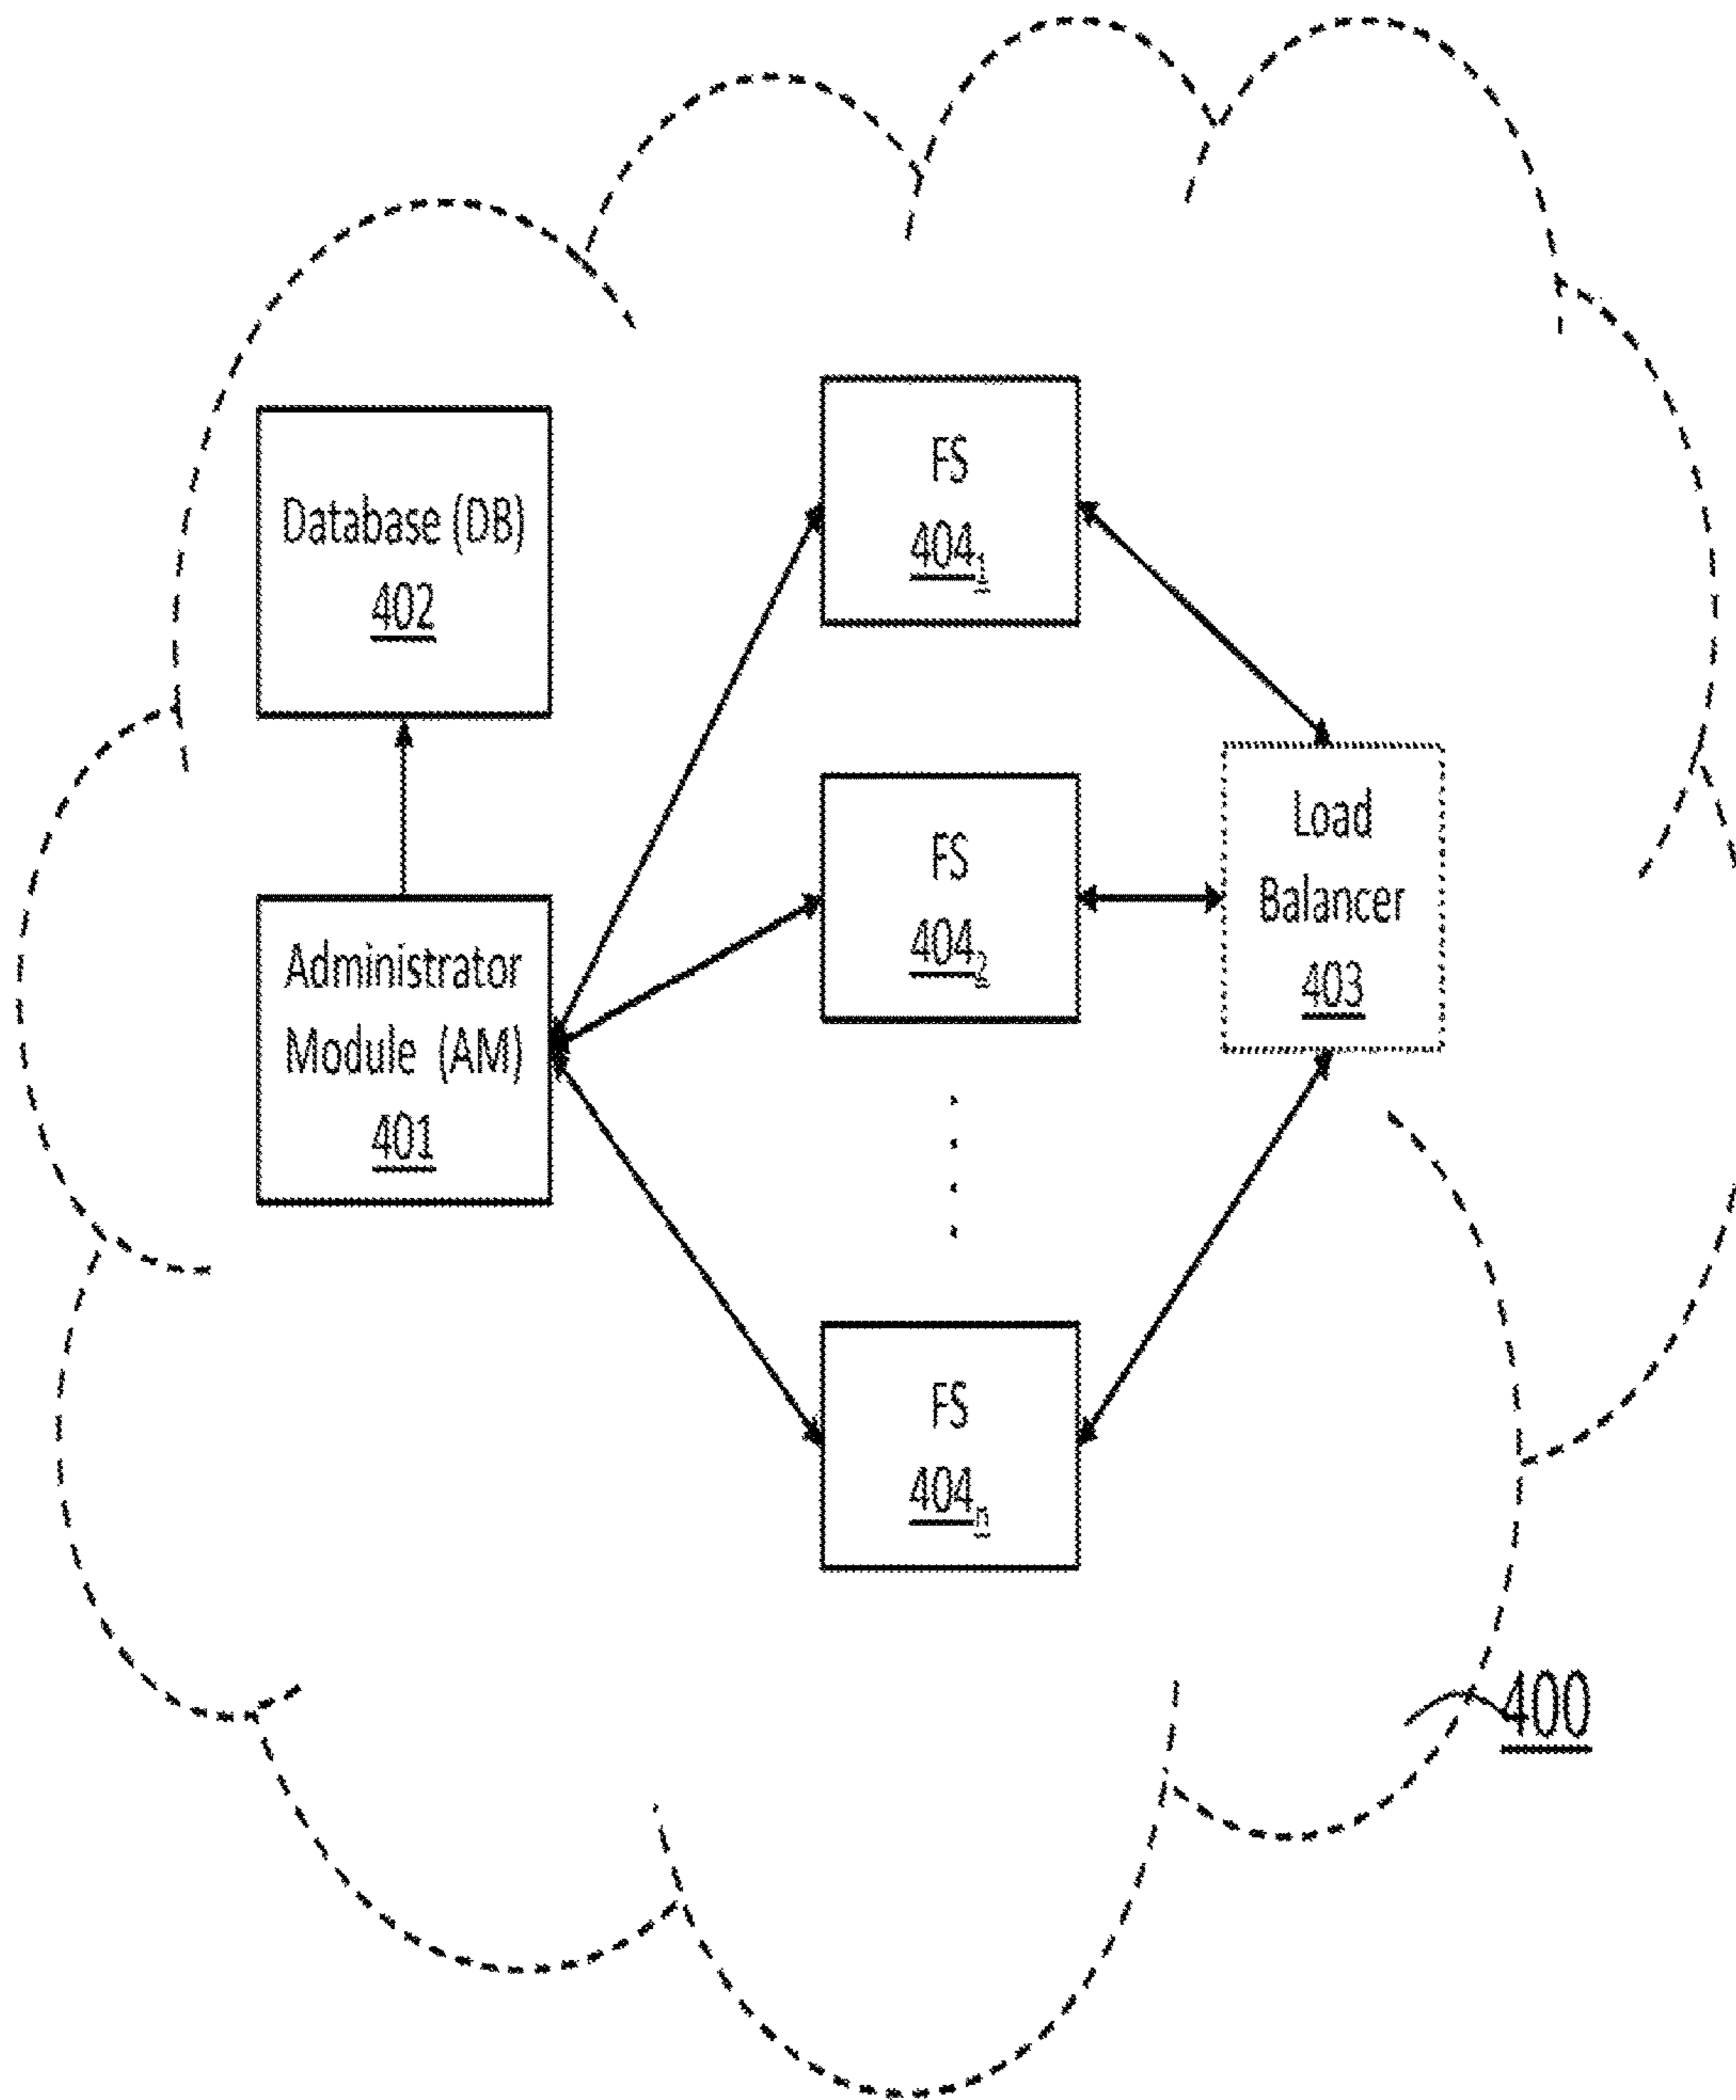 FS
404₁
Database (DB)
402
Load
Balancer
403
FS
404₂
Administrator
Module (AM)
401
FS
404ₙ
400